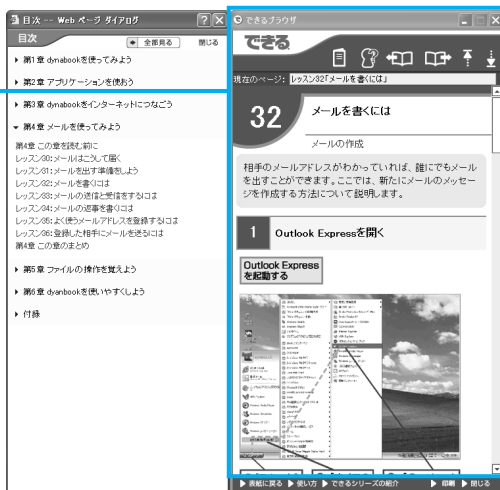 目次 -- Web ページ ダイアログ
目次
全部見る
閉じる
第1章 dynabookを使ってみよう
第2章 アプリケーションを使おう
第3章 dynabookをインターネットにつなごう
第4章 メールを使ってみよう
第4章 この章を読む前に
レッスン30:メールはこうして届く
レッスン31:メールを出す準備をしよう
レッスン32:メールを書くには
レッスン33:メールの送信と受信をするには
レッスン34:メールの返事を書くには
レッスン35:よく使うメールアドレスを登録するには
レッスン36:登録した相手にメールを送るには
第4章 この章のまとめ
第5章 ファイルの操作を覚えよう
第6章 dyanbookを使いやすくしよう
付録
できるブラウザ
できる
現在のページ: レッスン32「メールを書くには」
32 メールを書くには
メールの作成
相手のメールアドレスがわかっていれば、誰にでもメール
を出すことができます。ここでは、新たにメールのメッセー
ジを作成する方法について説明します。
1 Outlook Expressを開く
Outlook Express
を起動する
表紙に戻る
使い方
できるシリーズの紹介
印刷
閉じる